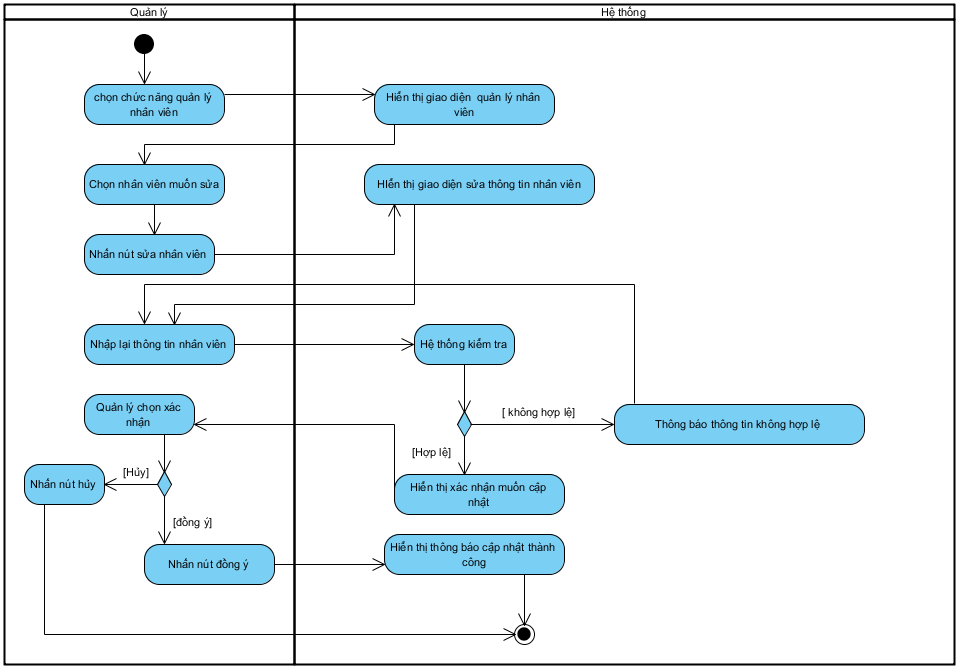 Quản lý
Hệ thống
chọn chức năng quản lý
nhân viên
Hiển thị giao diện quản lý nhân
viên
Chọn nhân viên muốn sửa
HIển thị giao diện sửa thông tin nhân viên
Nhấn nút sửa nhân viên
Nhập lại thông tin nhân viên
Hệ thống kiểm tra
Quản lý chọn xác
nhận
[ không hợp lệ]
Thông báo thông tin không hợp lệ
[Hợp lệ]
[Hủy]
Nhấn nút hủy
Hiển thị xác nhận muốn cập
nhật
[đồng ý]
Hiển thị thông báo cập nhật thành
công
Nhấn nút đồng ý